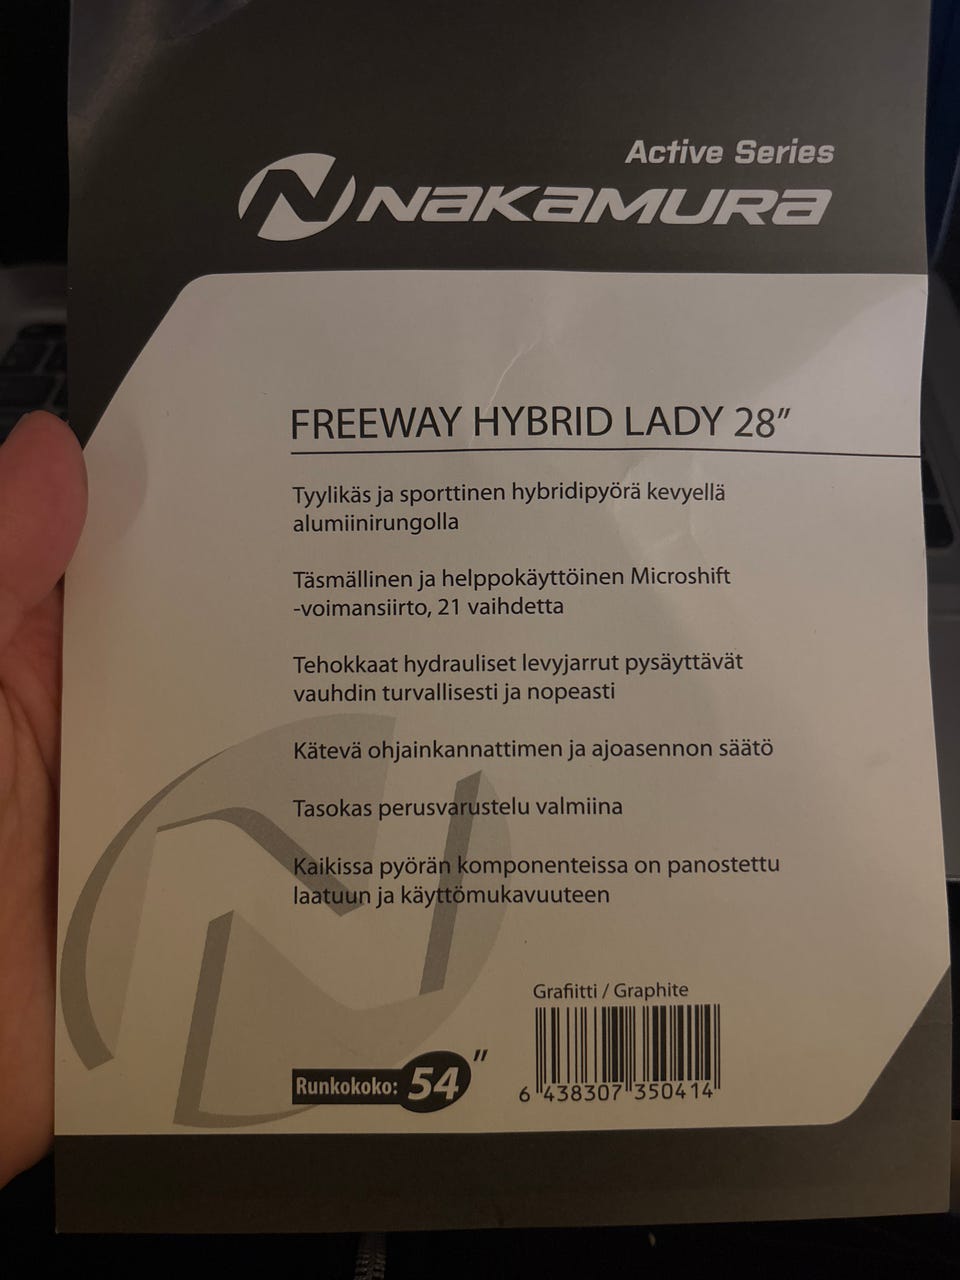 Active Series
NAKAMURA
FREEWAY HYBRID LADY 28”
Tyylikäs ja sporttinen hybridipyörä kevyellä
alumiinirungolla
Täsmällinen ja helppokäyttöinen Microshift
-voimansiirto, 21 vaihdetta
Tehokkaat hydrauliset levyjarrut pysäyttävät
vauhdin turvallisesti ja nopeasti
Kätevä ohjainkannattimen ja ajoasennon säätö
Tasokas perusvarustelu valmiina
Kaikissa pyörän komponenteissa on panostettu
laatuun ja käyttömukavuuteen
Grafiitti / Graphite
Runkokoko: 54”
6 438307 350414